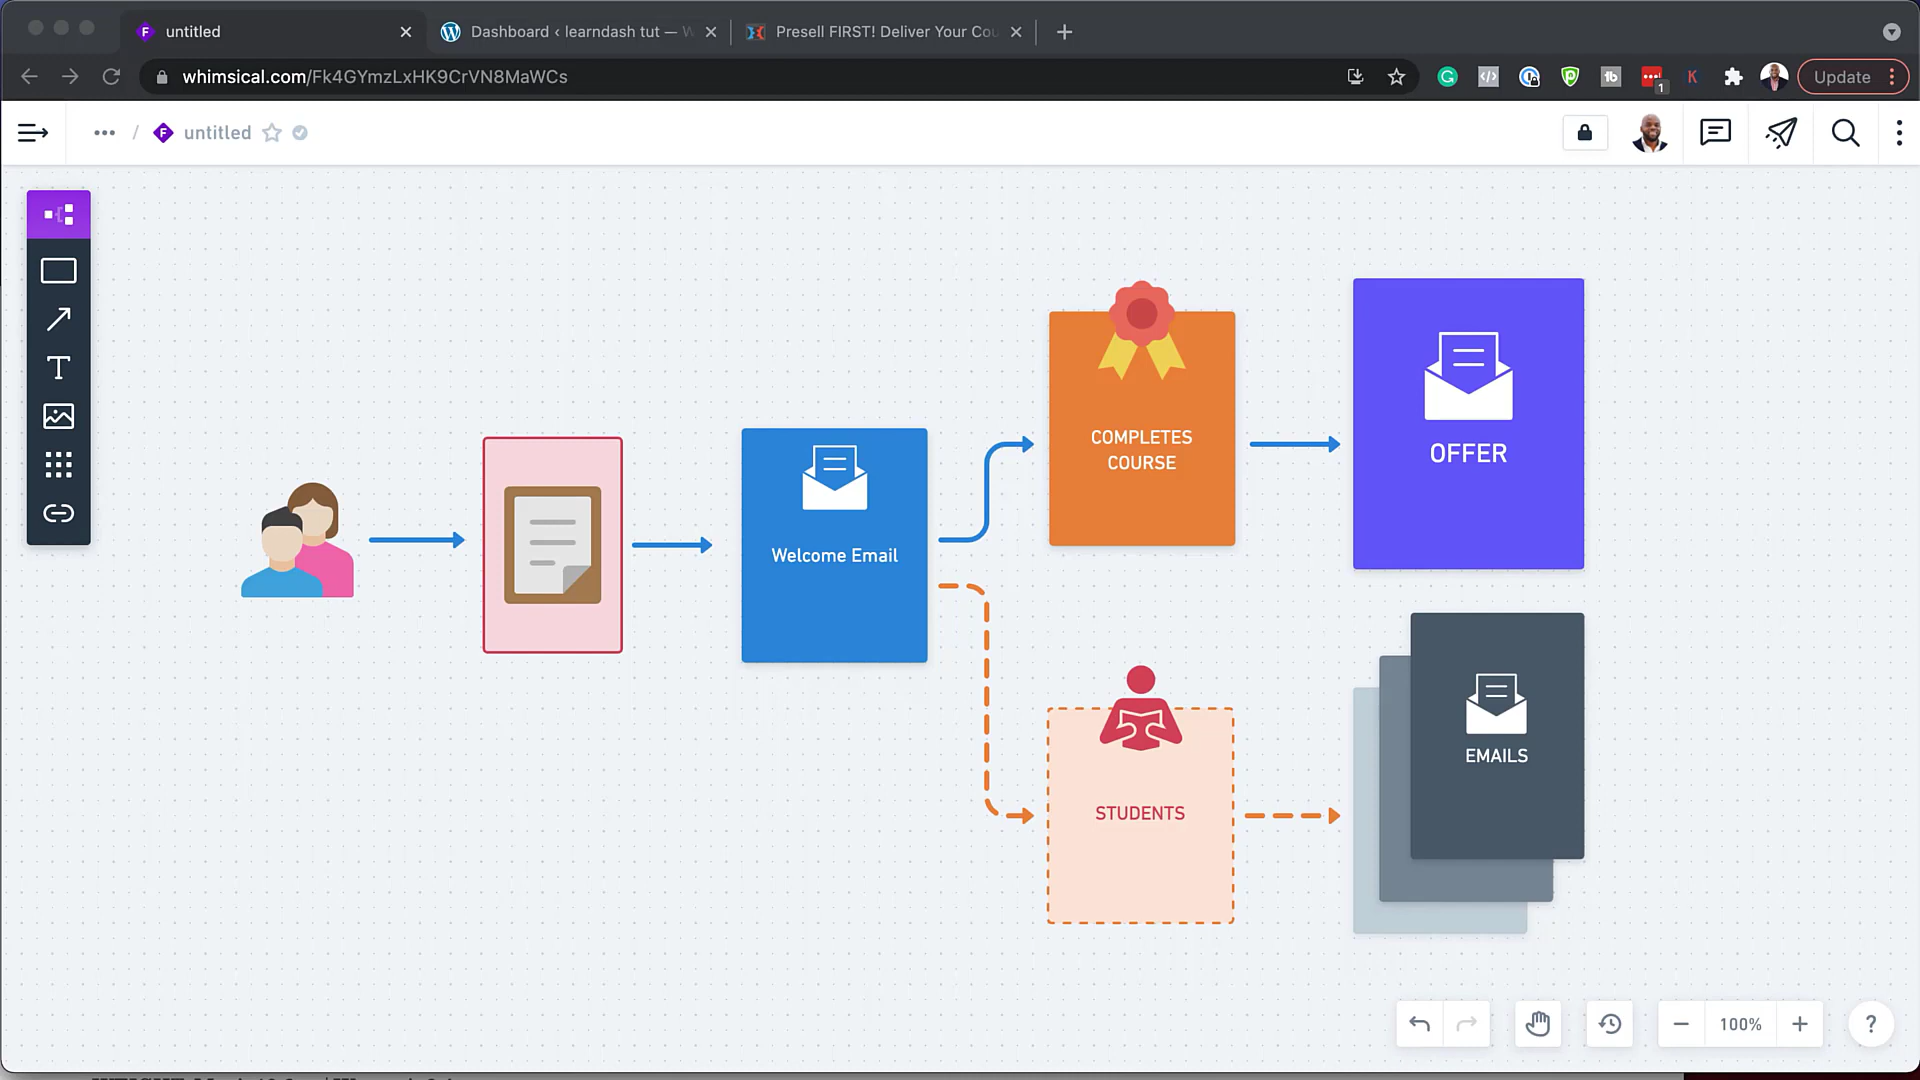 untitled
Dashboard ‹ learndash tut — W
Presell FIRST! Deliver Your Cou
whimsical.com/Fk4GYmzLxHK9CrVN8MaWCs
1
K
Update
/
F
untitled
COMPLETES
COURSE
OFFER
Welcome Email
STUDENTS
EMAILS
100%
?